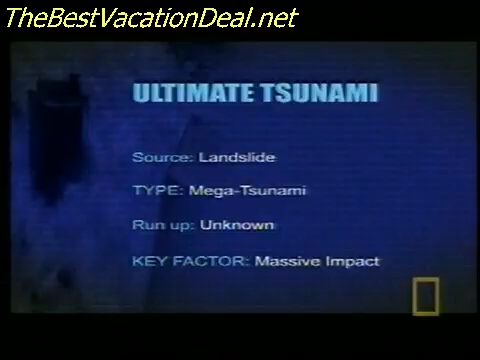 TheBestVacationDeal.net
ULTIMATE TSUNAMI
Source: Landslide
TYPE: Mega-Tsunami
Run up: Unknown
KEY FACTOR: Massive Impact